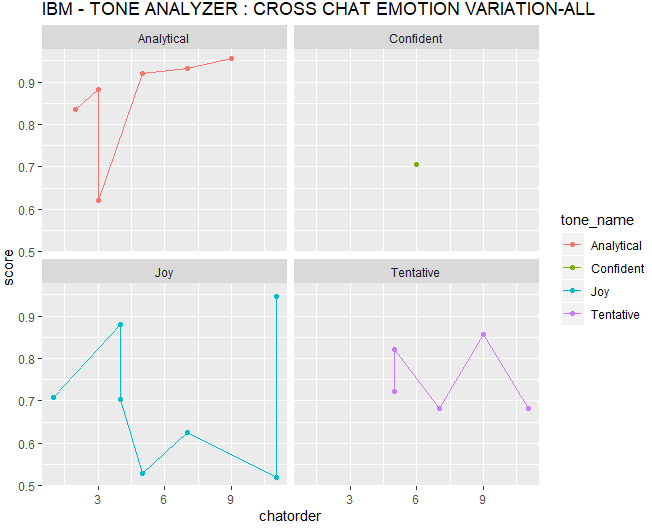 IBM - TONE ANALYZER : CROSS CHAT EMOTION VARIATION-ALL
Analytical
Confident
0.9
0.8
0.7
0.6
0.5
score
Joy
Tentative
0.9
0.8
0.7
0.6
0.5
3
6
9
3
6
9
chatorder
tone_name
Analytical
Confident
Joy
Tentative